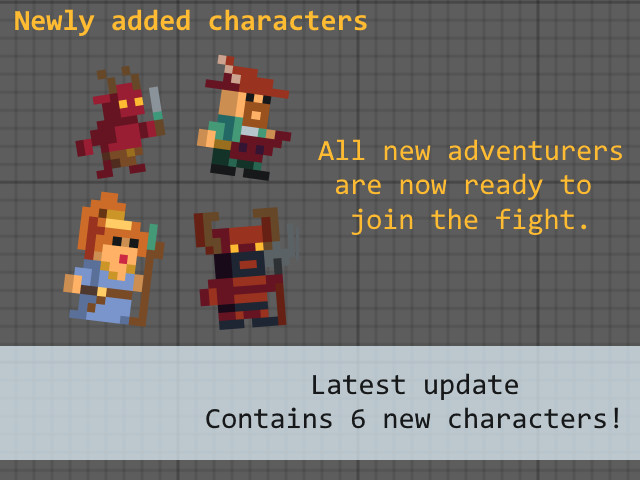 Newly added characters
All new adventurers
are now ready to
join the fight.
Latest update
Contains 6 new characters!